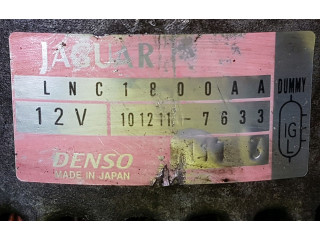 JAGUAR
LNC1800AA
DUMMY
12V 101211-7633
IG
L
DENSO
MADE IN JAPAN